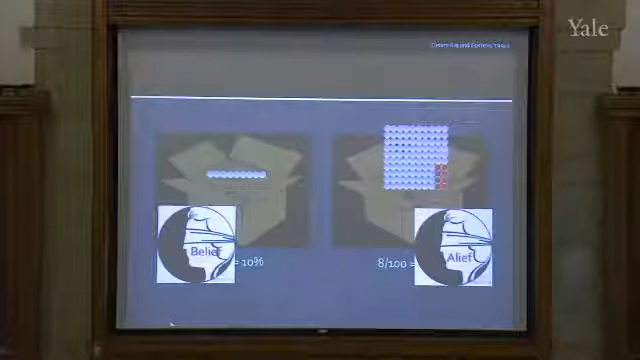 Yale
Belief
= 10%
8/100 =
Alief